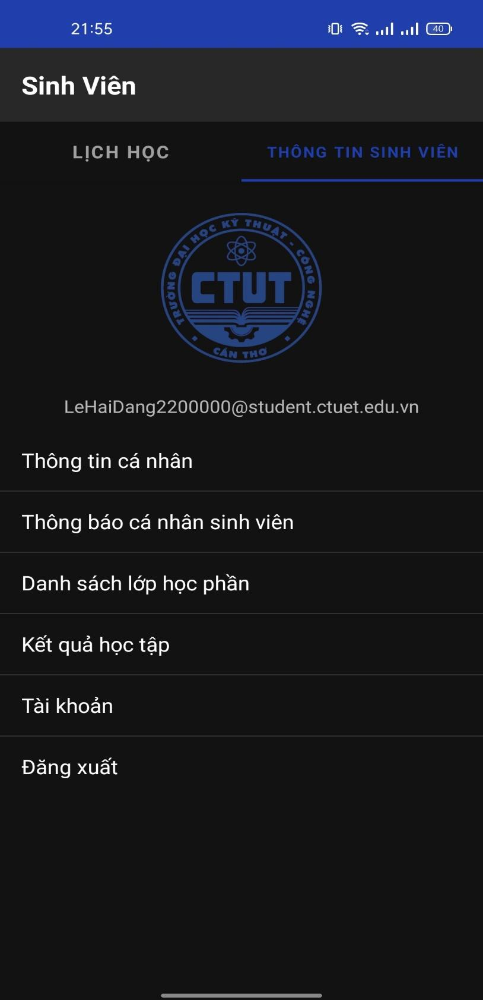 21:55
40
Sinh Viên
LỊCH HỌC
THÔNG TIN SINH VIÊN
TRƯỜNG ĐẠI HỌC KỸ THUẬT - CÔNG NGHỆ
CTUT
CẦN THƠ
LeHaiDang2200000@student.ctuet.edu.vn
Thông tin cá nhân
Thông báo cá nhân sinh viên
Danh sách lớp học phần
Kết quả học tập
Tài khoản
Đăng xuất